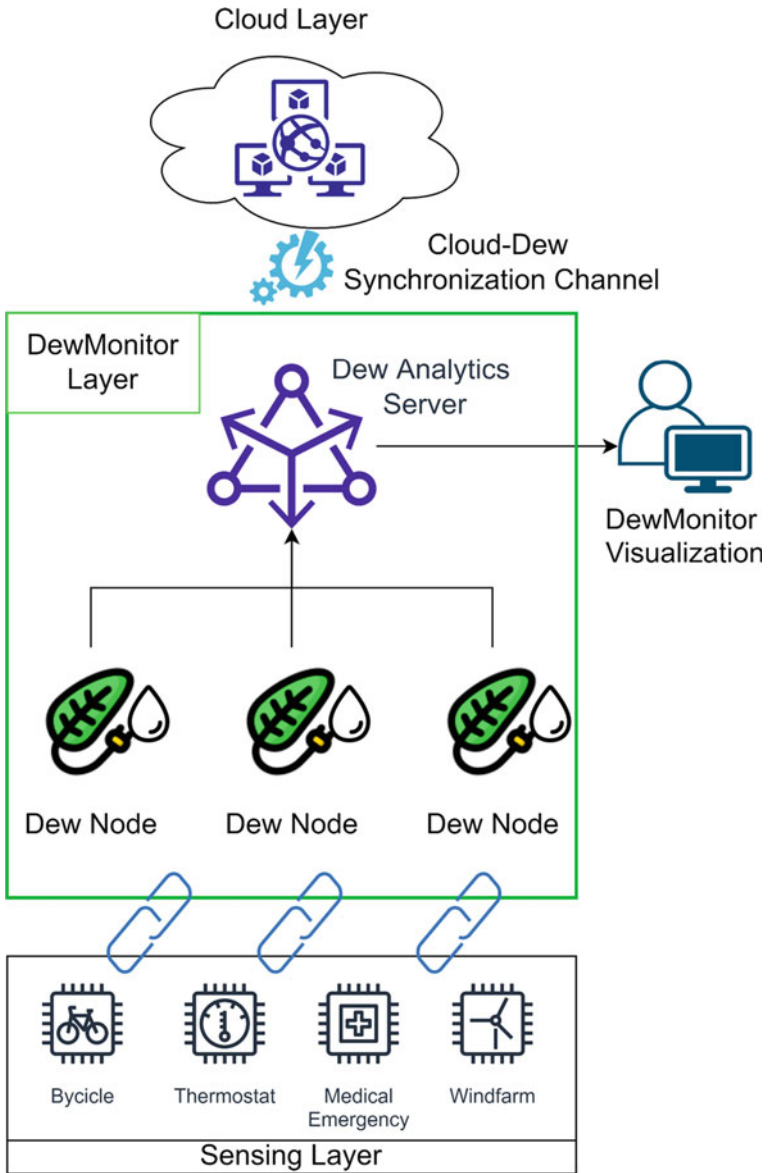 Cloud Layer
Cloud-Dew
Synchronization Channel
DewMonitor
Layer
Dew Analytics
Server
DewMonitor
Visualization
Dew Node
Dew Node
Dew Node
Bycicle
Thermostat
Medical
Emergency
Windfarm
Sensing Layer